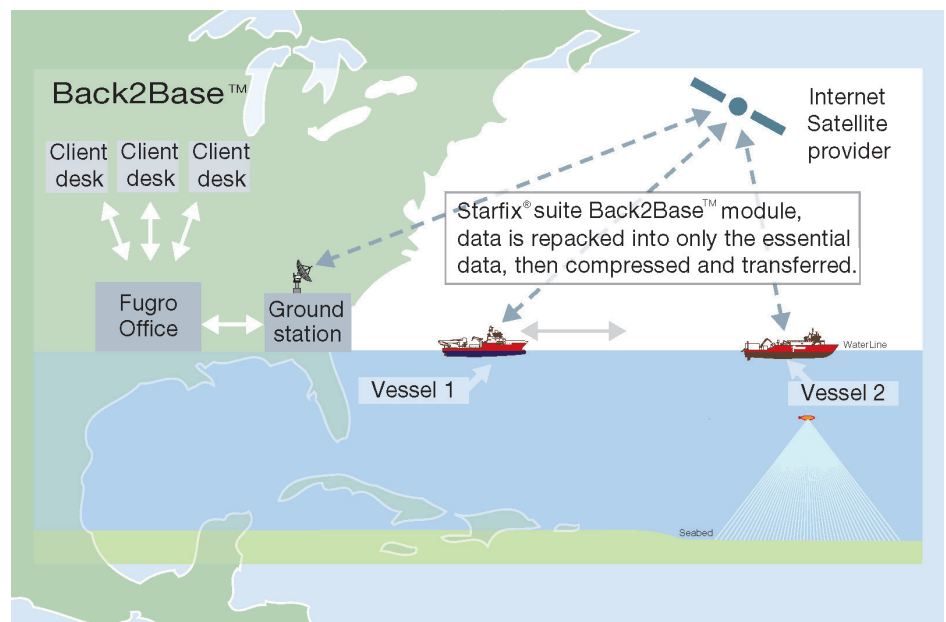 Back2Base™
Internet
Satellite
provider
Client
desk
Client
desk
Client
desk
Starfix® suite Back2Base™ module,
data is repacked into only the essential
data, then compressed and transferred.
Fugro
Office
Ground
station
WaterLine
Vessel 1
Vessel 2
Seabed